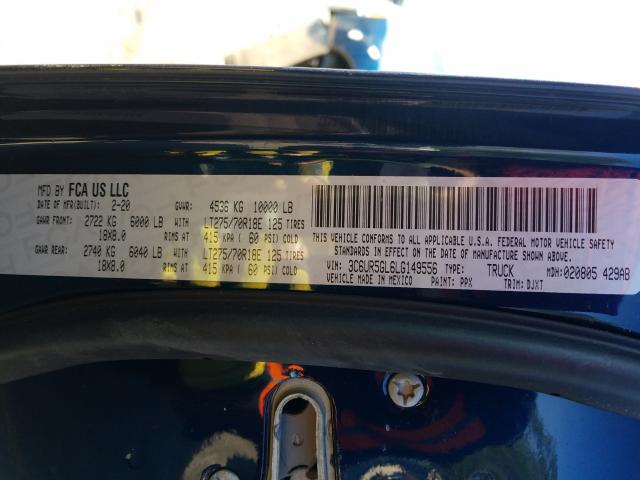 MFD BY FCA US LLC
DATE OF MFR(BUILT): 2-20 GVWR: 4536 KG 10000 LB
GAWR FRONT: 2722 KG 6000 LB WITH LT275/70R18E 125 TIRES
18X8.0 RIMS AT 415 KPA ( 60 PSI) COLD
GAWR REAR: 2740 KG 6040 LB WITH LT275/70R18E 125 TIRES
18X8.0 RIMS AT 415 KPA ( 60 PSI) COLD
THIS VEHICLE CONFORMS TO ALL APPLICABLE U.S.A. FEDERAL MOTOR VEHICLE SAFETY
STANDARDS IN EFFECT ON THE DATE OF MANUFACTURE SHOWN ABOVE
VIN: 3C6UR5GL6LG149556 TYPE: TRUCK MDH: 020805 429AB
VEHICLE MADE IN MEXICO PAINT: PPX TRIM: DJXT